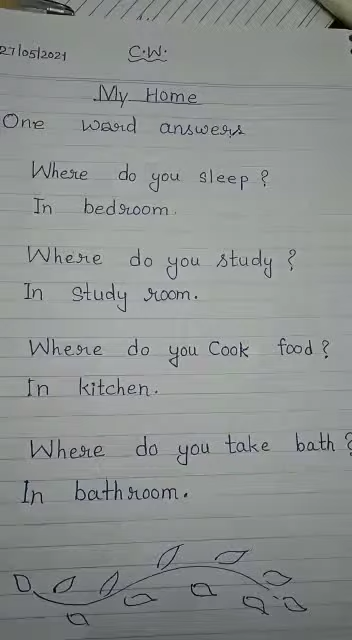 27/05/2021
C.W.
My Home
One word answers
Where do you sleep?
In bedroom.
Where do you study?
In study room.
Where do you Cook food?
In kitchen.
Where do you take bath?
In bathroom.